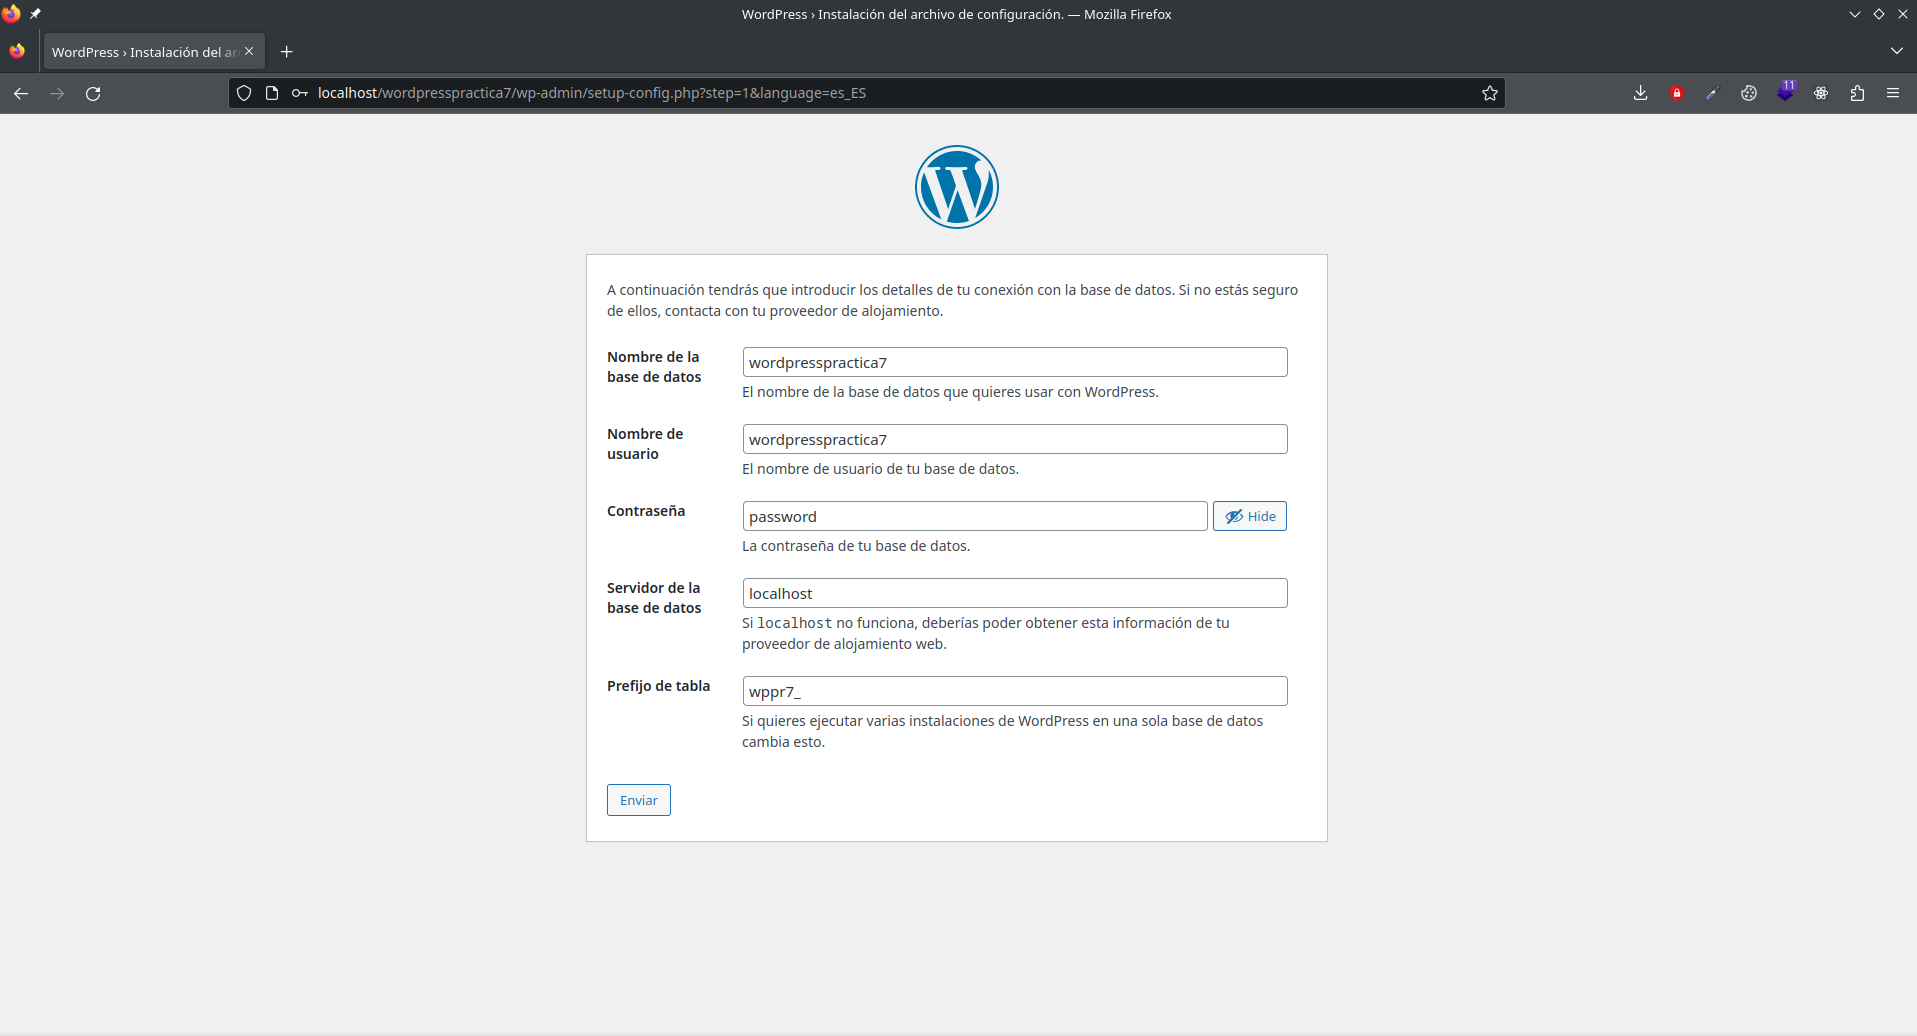 WordPress › Instalación del archivo de configuración. — Mozilla Firefox
WordPress › Instalación del ar
localhost/wordpresspractica7/wp-admin/setup-config.php?step=1&language=es_ES
11
W
A continuación tendrás que introducir los detalles de tu conexión con la base de datos. Si no estás seguro
de ellos, contacta con tu proveedor de alojamiento.
Nombre de la
base de datos
wordpresspractica7
El nombre de la base de datos que quieres usar con WordPress.
Nombre de
usuario
wordpresspractica7
El nombre de usuario de tu base de datos.
Contraseña
password
Hide
La contraseña de tu base de datos.
Servidor de la
base de datos
localhost
Si localhost no funciona, deberías poder obtener esta información de tu
proveedor de alojamiento web.
Prefijo de tabla
wppr7_
Si quieres ejecutar varias instalaciones de WordPress en una sola base de datos
cambia esto.
Enviar